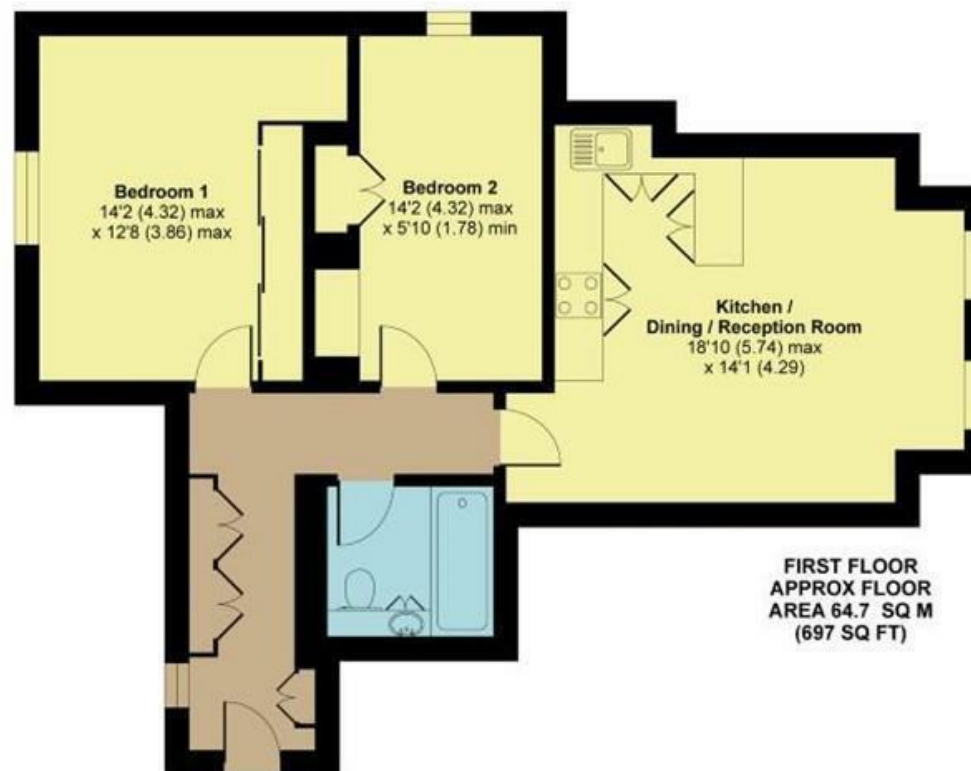 Bedroom 1
14'2 (4.32) max
x 12'8 (3.86) max
Bedroom 2
14'2 (4.32) max
x 5'10 (1.78) min
Kitchen /
Dining / Reception Room
18'10 (5.74) max
x 14'1 (4.29)
FIRST FLOOR
APPROX FLOOR
AREA 64.7 SQ M
(697 SQ FT)